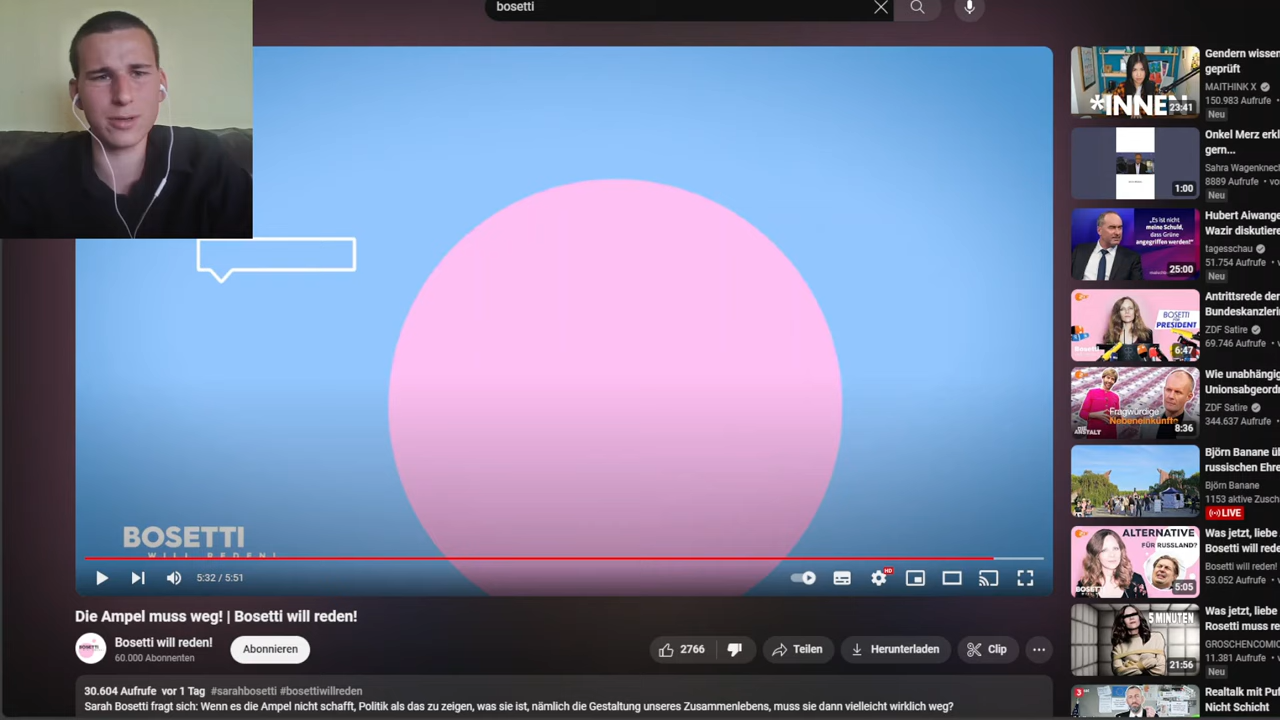 bosetti
BOSETTI
WILL REDEN!
5:32 / 5:51
HD
Die Ampel muss weg! | Bosetti will reden!
Bosetti will reden!
60.000 Abonnenten
Abonnieren
2766
Teilen
Herunterladen
Clip
30.604 Aufrufe vor 1 Tag #sarahbosetti #bosettiwillreden
Sarah Bosetti fragt sich: Wenn es die Ampel nicht schafft, Politik als das zu zeigen, was sie ist, nämlich die Gestaltung unseres Zusammenlebens, muss sie dann vielleicht wirklich weg?
*INNEN
23:41
Gendern wissen
geprüft
MAITHINK X
150.983 Aufrufe •
Neu
1:00
Onkel Merz erkl
gern...
Sahra Wagenknec
8889 Aufrufe • vo
Neu
„Es ist nicht
meine Schuld,
dass Grüne
angegriffen werden!"
25:00
Hubert Aiwange
Wazir diskutiere
tagesschau
51.754 Aufrufe • v
Neu
BOSETTI
FOR
PRESIDENT
6:47
Antrittsrede der
Bundeskanzleri
ZDF Satire
69.746 Aufrufe • v
Fragwürdige
Nebeneinkünfte
DIE
ANSTALT
8:36
Wie unabhängig
Unionsabgeordn
ZDF Satire
344.637 Aufrufe •
Björn Banane ü
russischen Ehre
Björn Banane
1153 aktive Zusch
LIVE
ALTERNATIVE
FÜR RUSSLAND?
5:05
Was jetzt, liebe
Bosetti will rede
Bosetti will reden!
53.052 Aufrufe •
5 MINUTEN
21:56
Was jetzt, liebe
Rosetti muss re
GROSCHENCOMIC
11.381 Aufrufe •
Neu
Realtalk mit Pu
Nicht Schicht